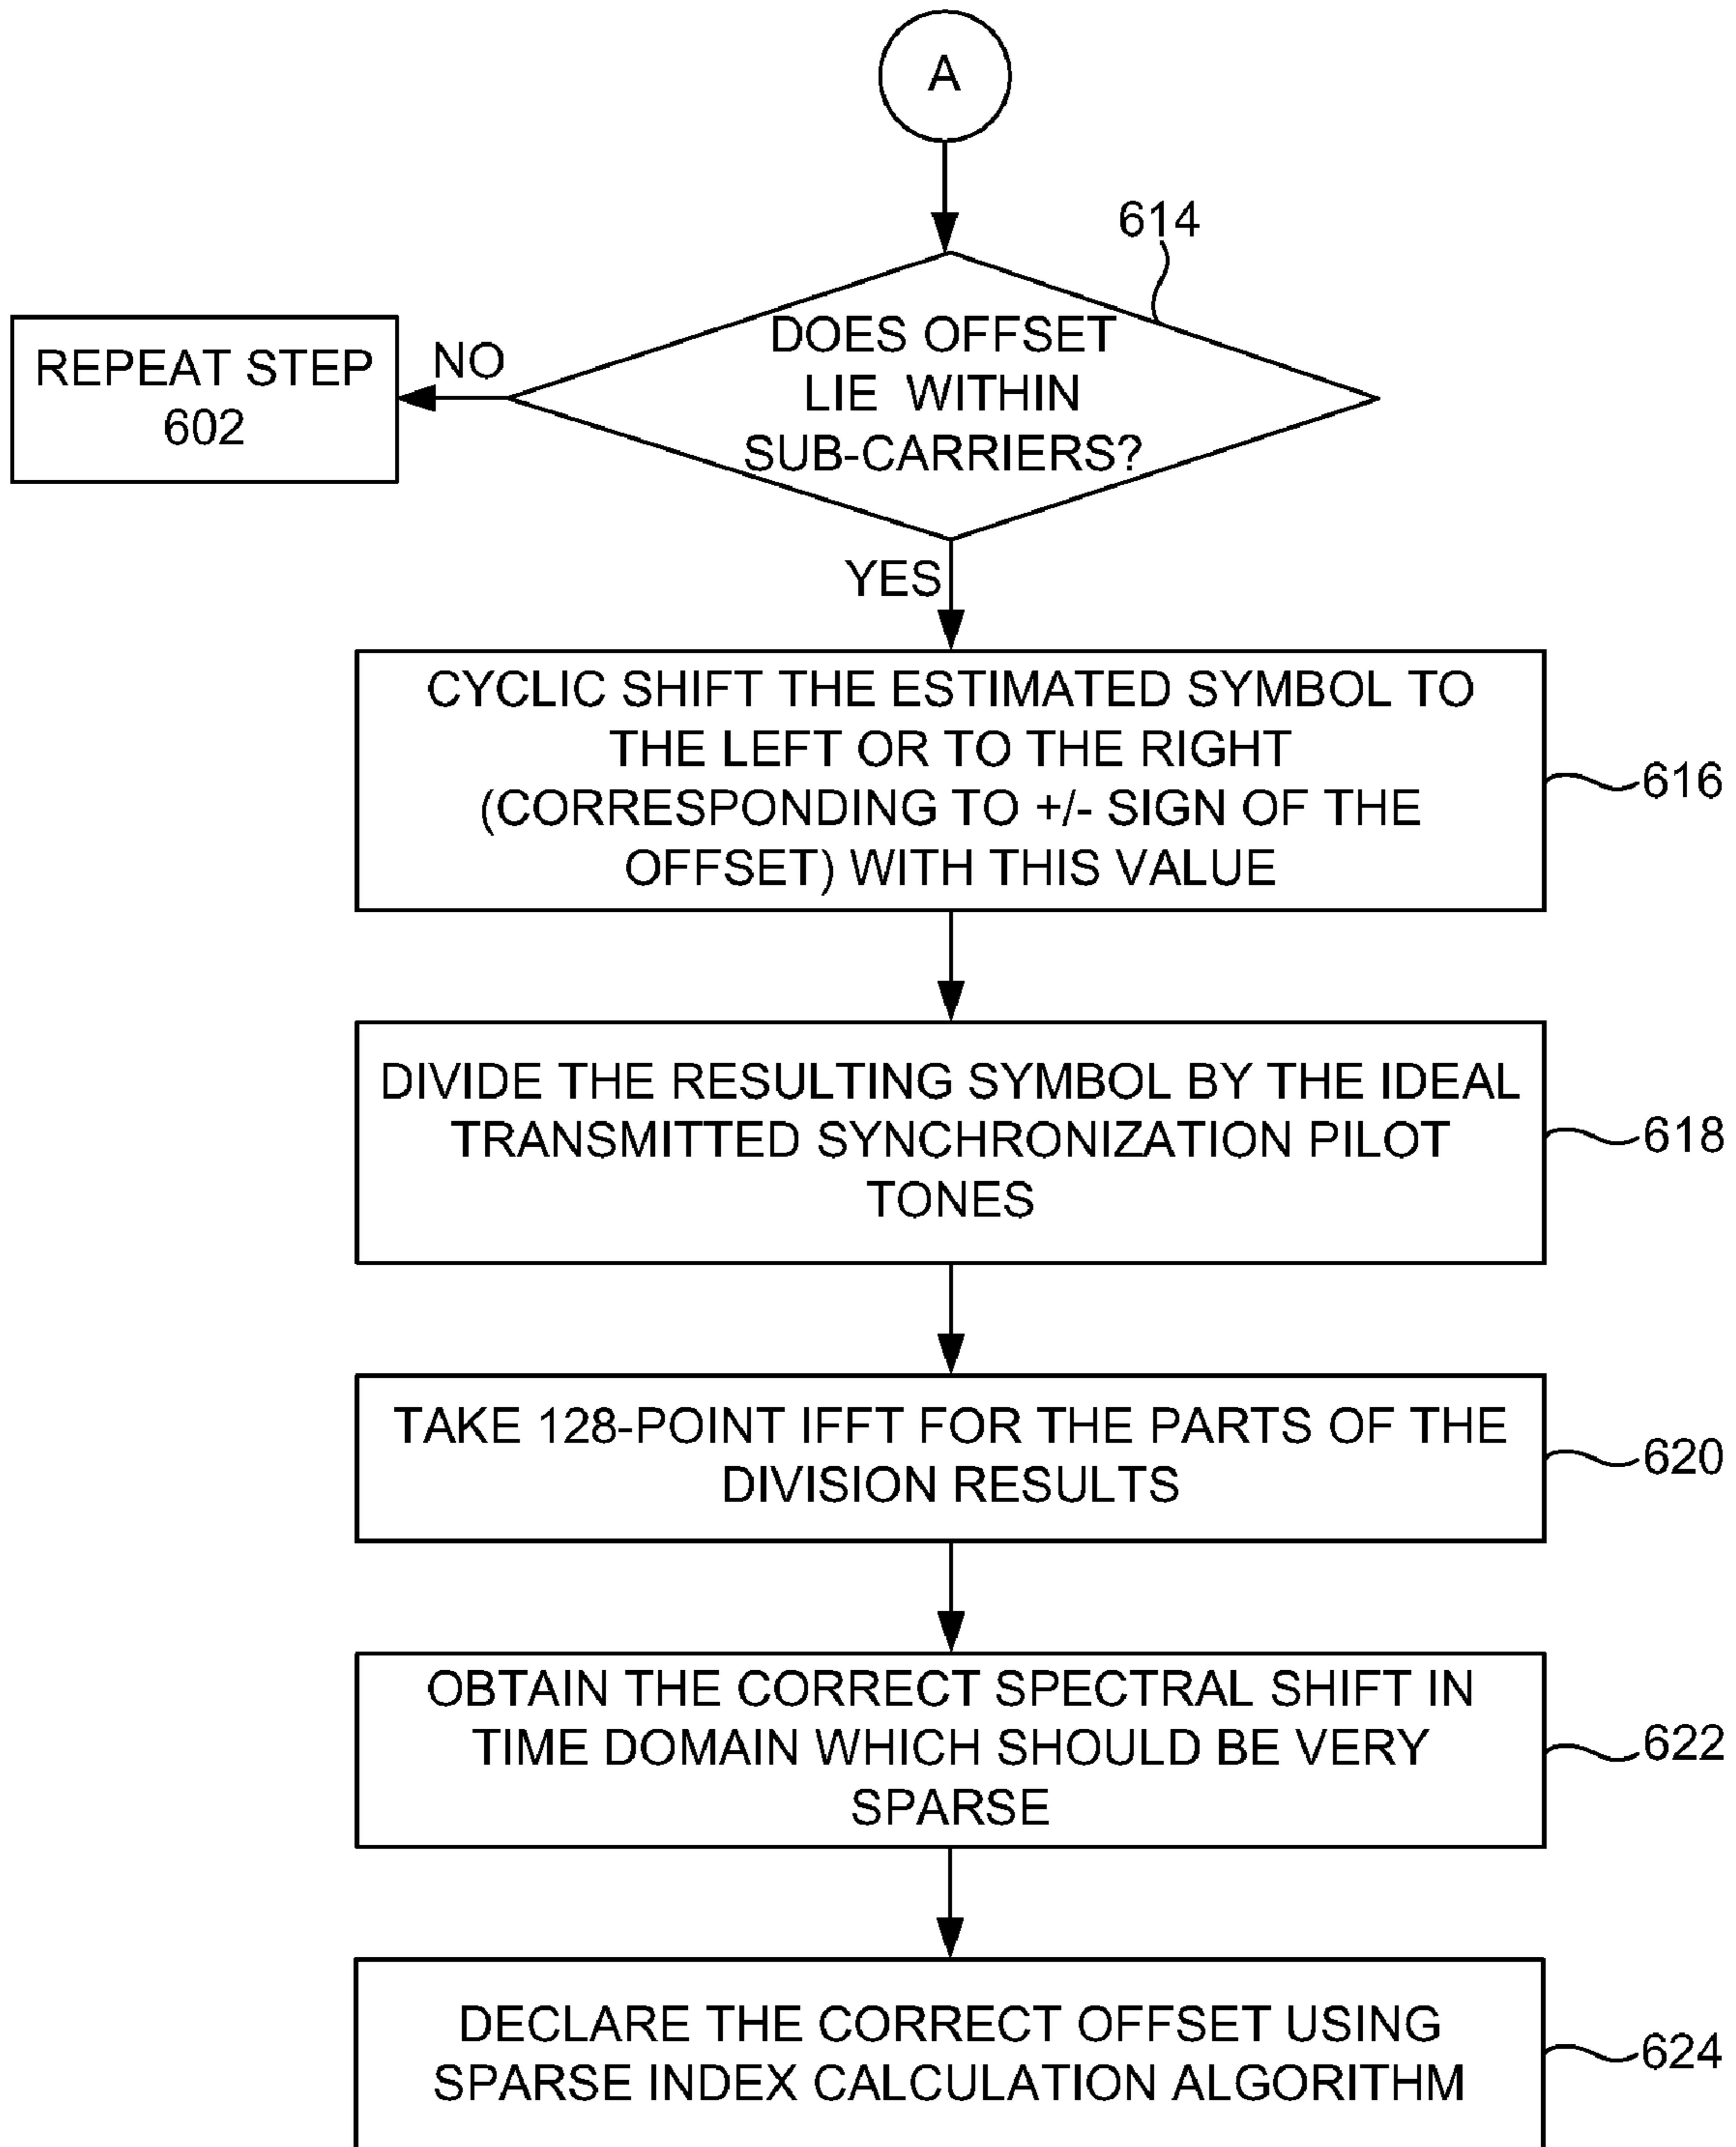 A
614
DOES OFFSET
LIE WITHIN
SUB-CARRIERS?
NO
REPEAT STEP
602
YES
CYCLIC SHIFT THE ESTIMATED SYMBOL TO
THE LEFT OR TO THE RIGHT
(CORRESPONDING TO +/- SIGN OF THE
OFFSET) WITH THIS VALUE
616
DIVIDE THE RESULTING SYMBOL BY THE IDEAL
TRANSMITTED SYNCHRONIZATION PILOT
TONES
618
TAKE 128-POINT IFFT FOR THE PARTS OF THE
DIVISION RESULTS
620
OBTAIN THE CORRECT SPECTRAL SHIFT IN
TIME DOMAIN WHICH SHOULD BE VERY
SPARSE
622
DECLARE THE CORRECT OFFSET USING
SPARSE INDEX CALCULATION ALGORITHM
624